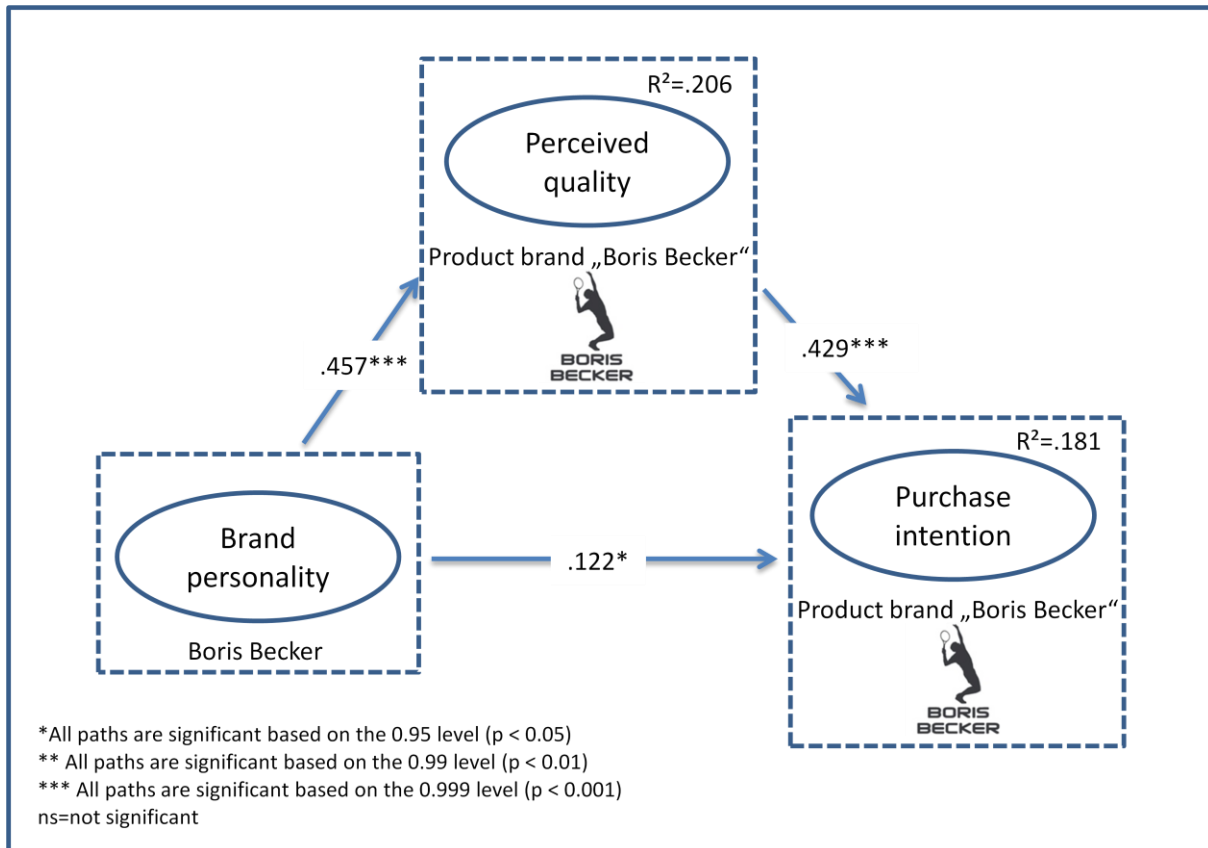 R²=.206
Perceived
quality
Product brand „Boris Becker“
BORIS
BECKER
.457***
.429***
R²=.181
Purchase
intention
Product brand „Boris Becker“
BORIS
BECKER
Brand
personality
Boris Becker
.122*
*All paths are significant based on the 0.95 level (p < 0.05)
** All paths are significant based on the 0.99 level (p < 0.01)
*** All paths are significant based on the 0.999 level (p < 0.001)
ns=not significant